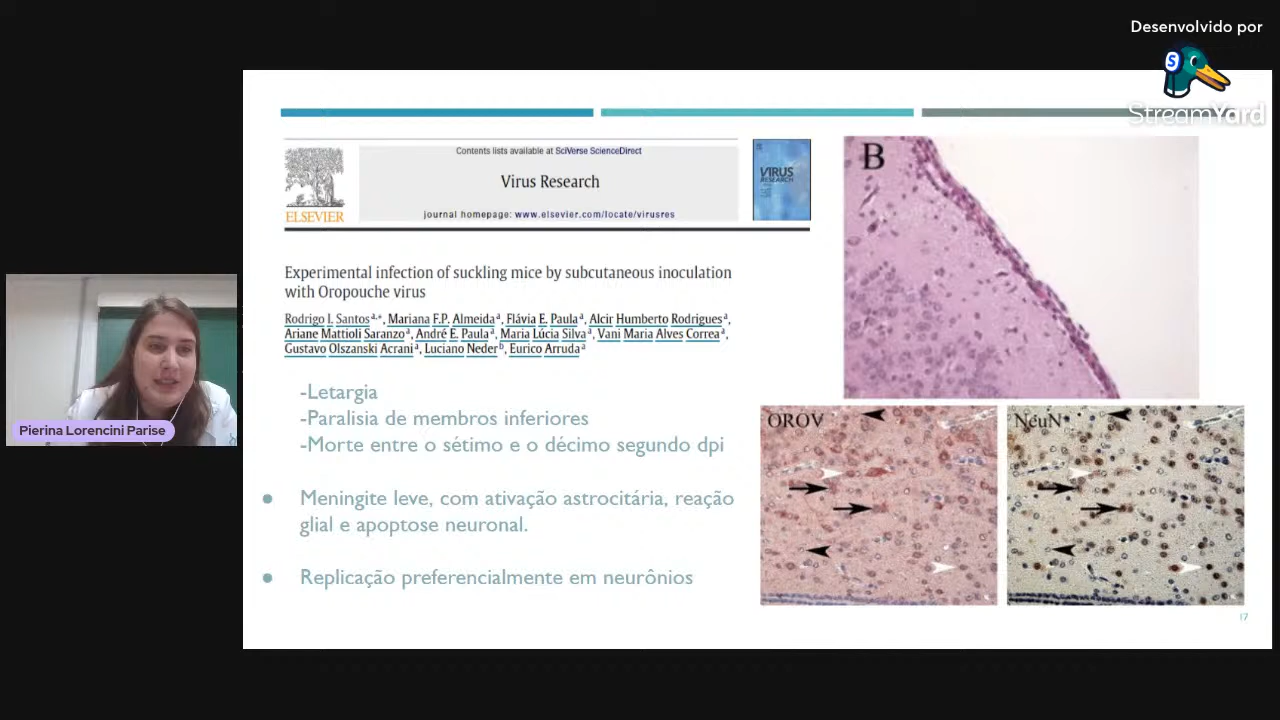 Desenvolvido por
S
StreamYard
ELSEVIER
Contents lists available at SciVerse ScienceDirect
Virus Research
journal homepage: www.elsevier.com/locate/virusres
VIRUS
RESEARCH
Experimental infection of suckling mice by subcutaneous inoculation
with Oropouche virus
Rodrigo I. Santos a,*, Mariana F.P. Almeida a, Flávia E. Paula a, Alcir Humberto Rodrigues a,
Ariane Mattioli Saranzo a, André E. Paula a, Maria Lúcia Silva a, Vani Maria Alves Correa a,
Gustavo Olszanski Acrani a, Luciano Neder b, Eurico Arruda a
-Letargia
-Paralisia de membros inferiores
-Morte entre o sétimo e o décimo segundo dpi
● Meningite leve, com ativação astrocitária, reação
glial e apoptose neuronal.
● Replicação preferencialmente em neurônios
B
OROV
NeuN
17
Pierina Lorencini Parise